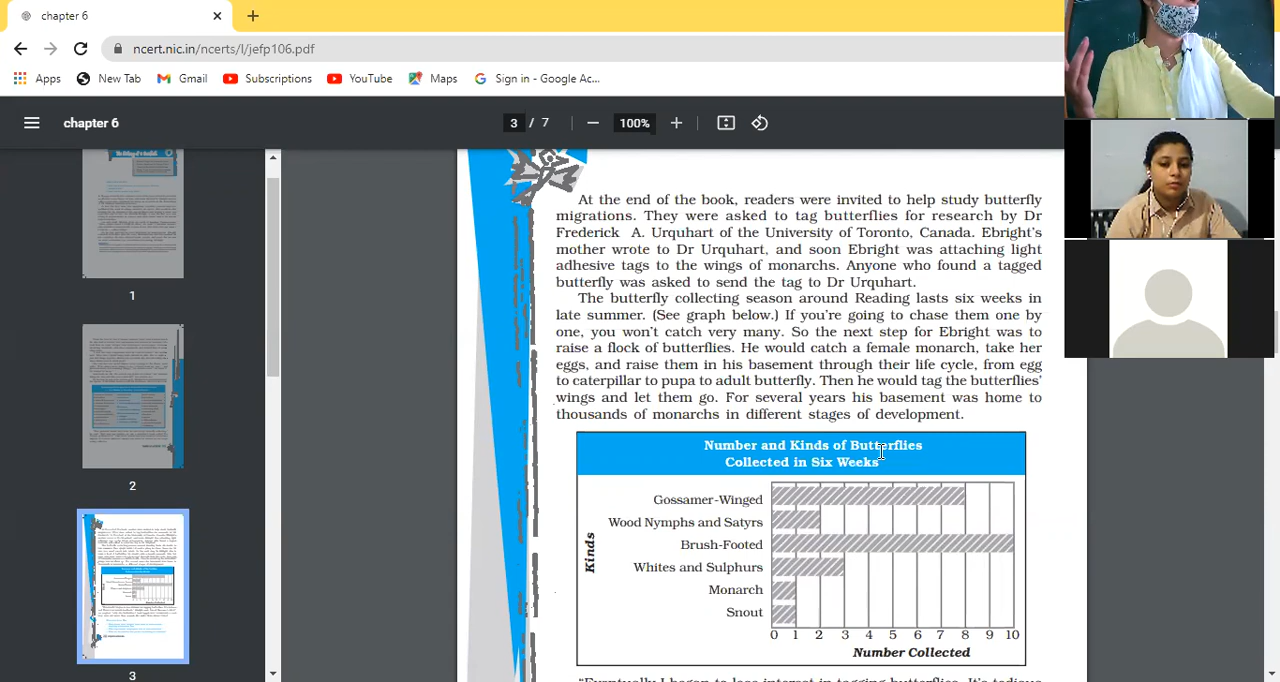 chapter 6
ncert.nic.in/ncerts/l/jefp106.pdf
Apps New Tab Gmail Subscriptions YouTube Maps Sign in - Google Ac...
chapter 6 3 / 7 100%
1
2
3
At the end of the book, readers were invited to help study butterfly
migrations. They were asked to tag butterflies for research by Dr
Frederick A. Urquhart of the University of Toronto, Canada. Ebright's
mother wrote to Dr Urquhart, and soon Ebright was attaching light
adhesive tags to the wings of monarchs. Anyone who found a tagged
butterfly was asked to send the tag to Dr Urquhart.
The butterfly collecting season around Reading lasts six weeks in
late summer. (See graph below.) If you're going to chase them one by
one, you won't catch very many. So the next step for Ebright was to
raise a flock of butterflies. He would catch a female monarch, take her
eggs, and raise them in his basement through their life cycle, from egg
to caterpillar to pupa to adult butterfly. Then he would tag the butterflies'
wings and let them go. For several years his basement was home to
thousands of monarchs in different stages of development.
Number and Kinds of Butterflies
Collected in Six Weeks
Kinds
Gossamer-Winged
Wood Nymphs and Satyrs
Brush-Footed
Whites and Sulphurs
Monarch
Snout
0 1 2 3 4 5 6 7 8 9 10
Number Collected
"Eventually I began to lose interest in tagging butterflies. It's tedious